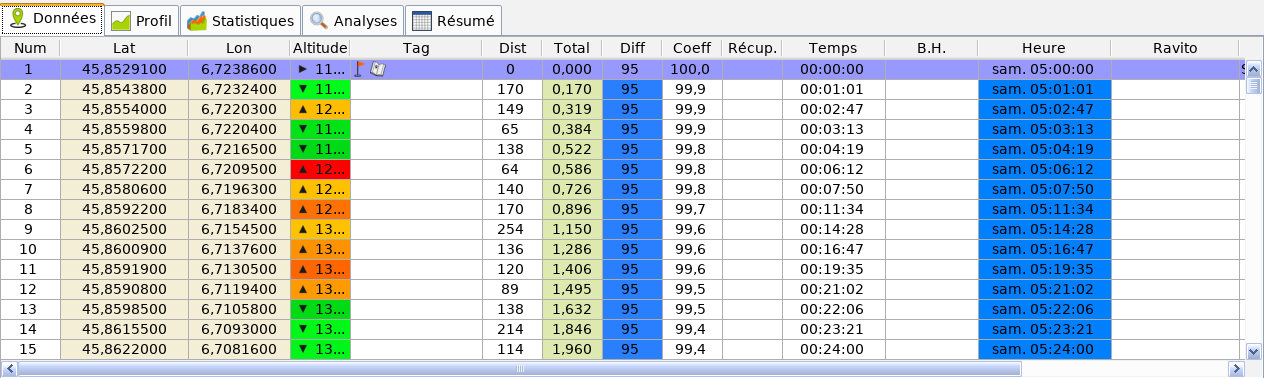 Données Profil Statistiques Analyses Résumé
Num Lat Lon Altitude Tag Dist Total Diff Coeff Récup. Temps B.H. Heure Ravito
1 45,8529100 6,7238600 ► 11... 0 0,000 95 100,0 00:00:00 sam. 05:00:00
2 45,8543800 6,7232400 ▼ 11... 170 0,170 95 99,9 00:01:01 sam. 05:01:01
3 45,8554000 6,7220300 ▲ 12... 149 0,319 95 99,9 00:02:47 sam. 05:02:47
4 45,8559800 6,7220400 ▼ 11... 65 0,384 95 99,9 00:03:13 sam. 05:03:13
5 45,8571700 6,7216500 ▼ 11... 138 0,522 95 99,8 00:04:19 sam. 05:04:19
6 45,8572200 6,7209500 ▲ 12... 64 0,586 95 99,8 00:06:12 sam. 05:06:12
7 45,8580600 6,7196300 ▲ 12... 140 0,726 95 99,8 00:07:50 sam. 05:07:50
8 45,8592200 6,7183400 ▲ 12... 170 0,896 95 99,7 00:11:34 sam. 05:11:34
9 45,8602500 6,7154500 ▲ 13... 254 1,150 95 99,6 00:14:28 sam. 05:14:28
10 45,8600900 6,7137600 ▲ 13... 136 1,286 95 99,6 00:16:47 sam. 05:16:47
11 45,8591900 6,7130500 ▲ 13... 120 1,406 95 99,6 00:19:35 sam. 05:19:35
12 45,8590800 6,7119400 ▲ 13... 89 1,495 95 99,5 00:21:02 sam. 05:21:02
13 45,8598500 6,7105800 ▼ 13... 138 1,632 95 99,5 00:22:06 sam. 05:22:06
14 45,8615500 6,7093000 ▼ 13... 214 1,846 95 99,4 00:23:21 sam. 05:23:21
15 45,8622000 6,7081600 ▼ 13... 114 1,960 95 99,4 00:24:00 sam. 05:24:00